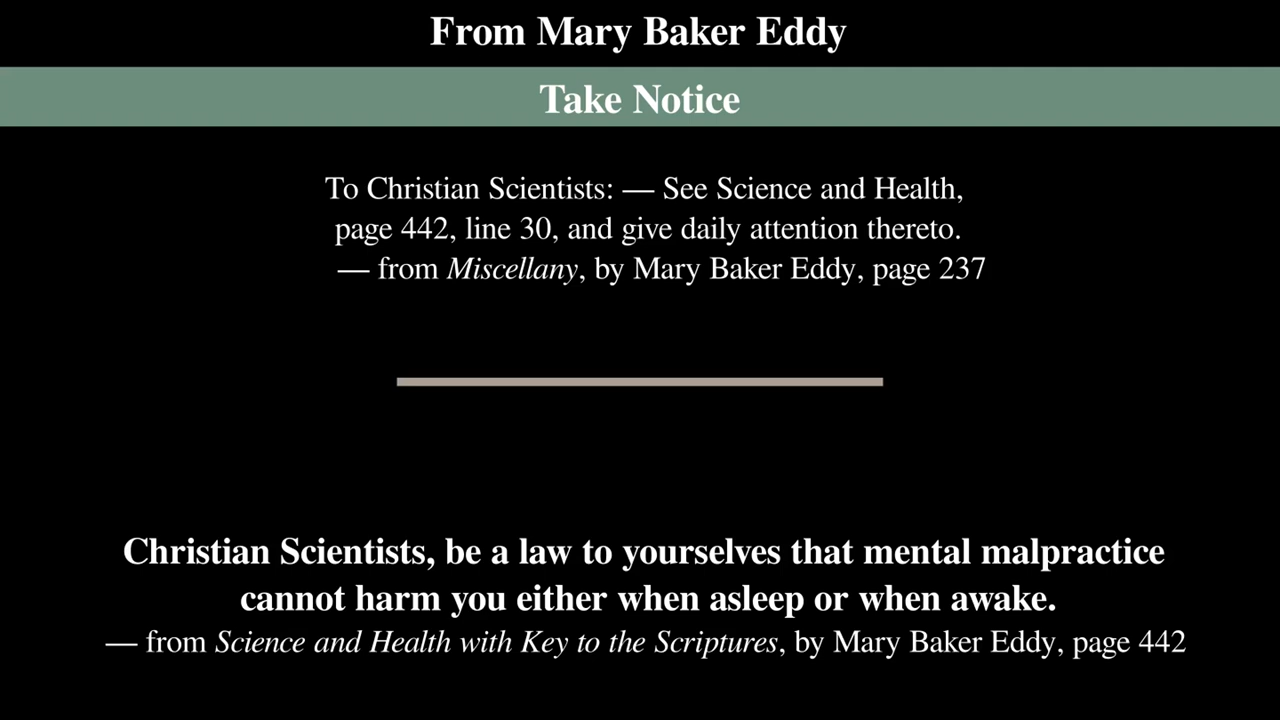 From Mary Baker Eddy
Take Notice
To Christian Scientists: — See Science and Health,
page 442, line 30, and give daily attention thereto.
— from Miscellany, by Mary Baker Eddy, page 237
Christian Scientists, be a law to yourselves that mental malpractice
cannot harm you either when asleep or when awake.
— from Science and Health with Key to the Scriptures, by Mary Baker Eddy, page 442